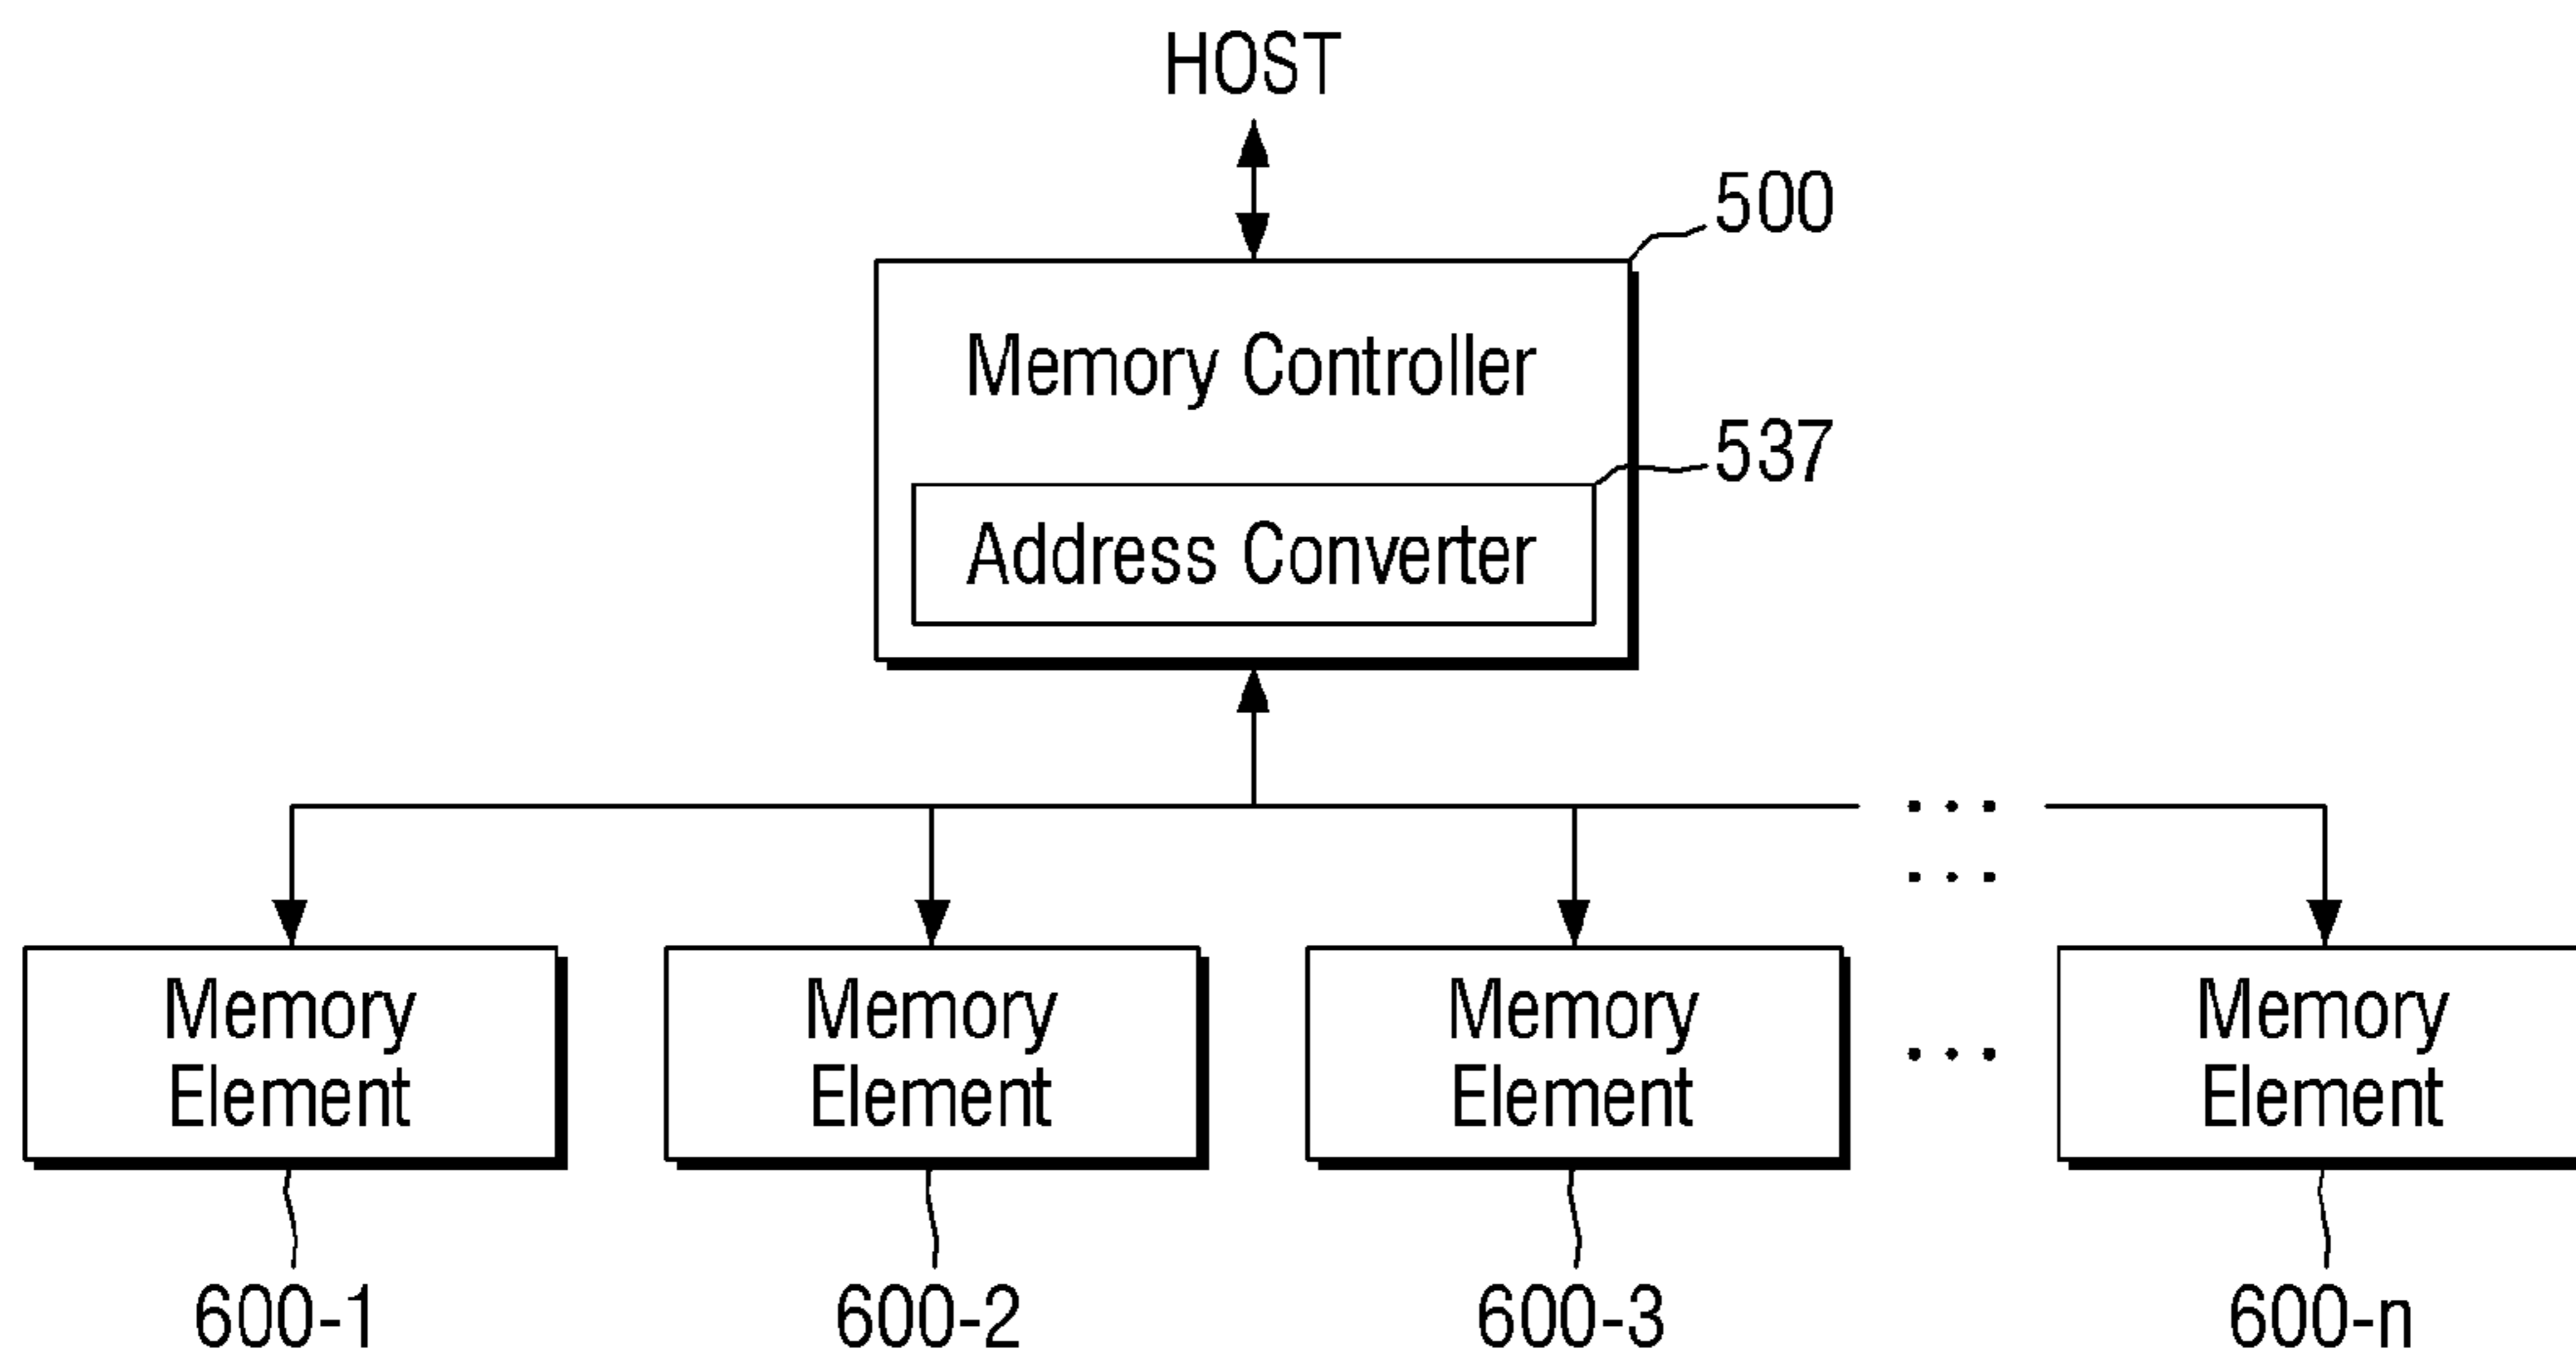 HOST
500
Memory Controller
537
Address Converter
... 
...
Memory Element
Memory Element
Memory Element
...
Memory Element
600-1
600-2
600-3
600-n